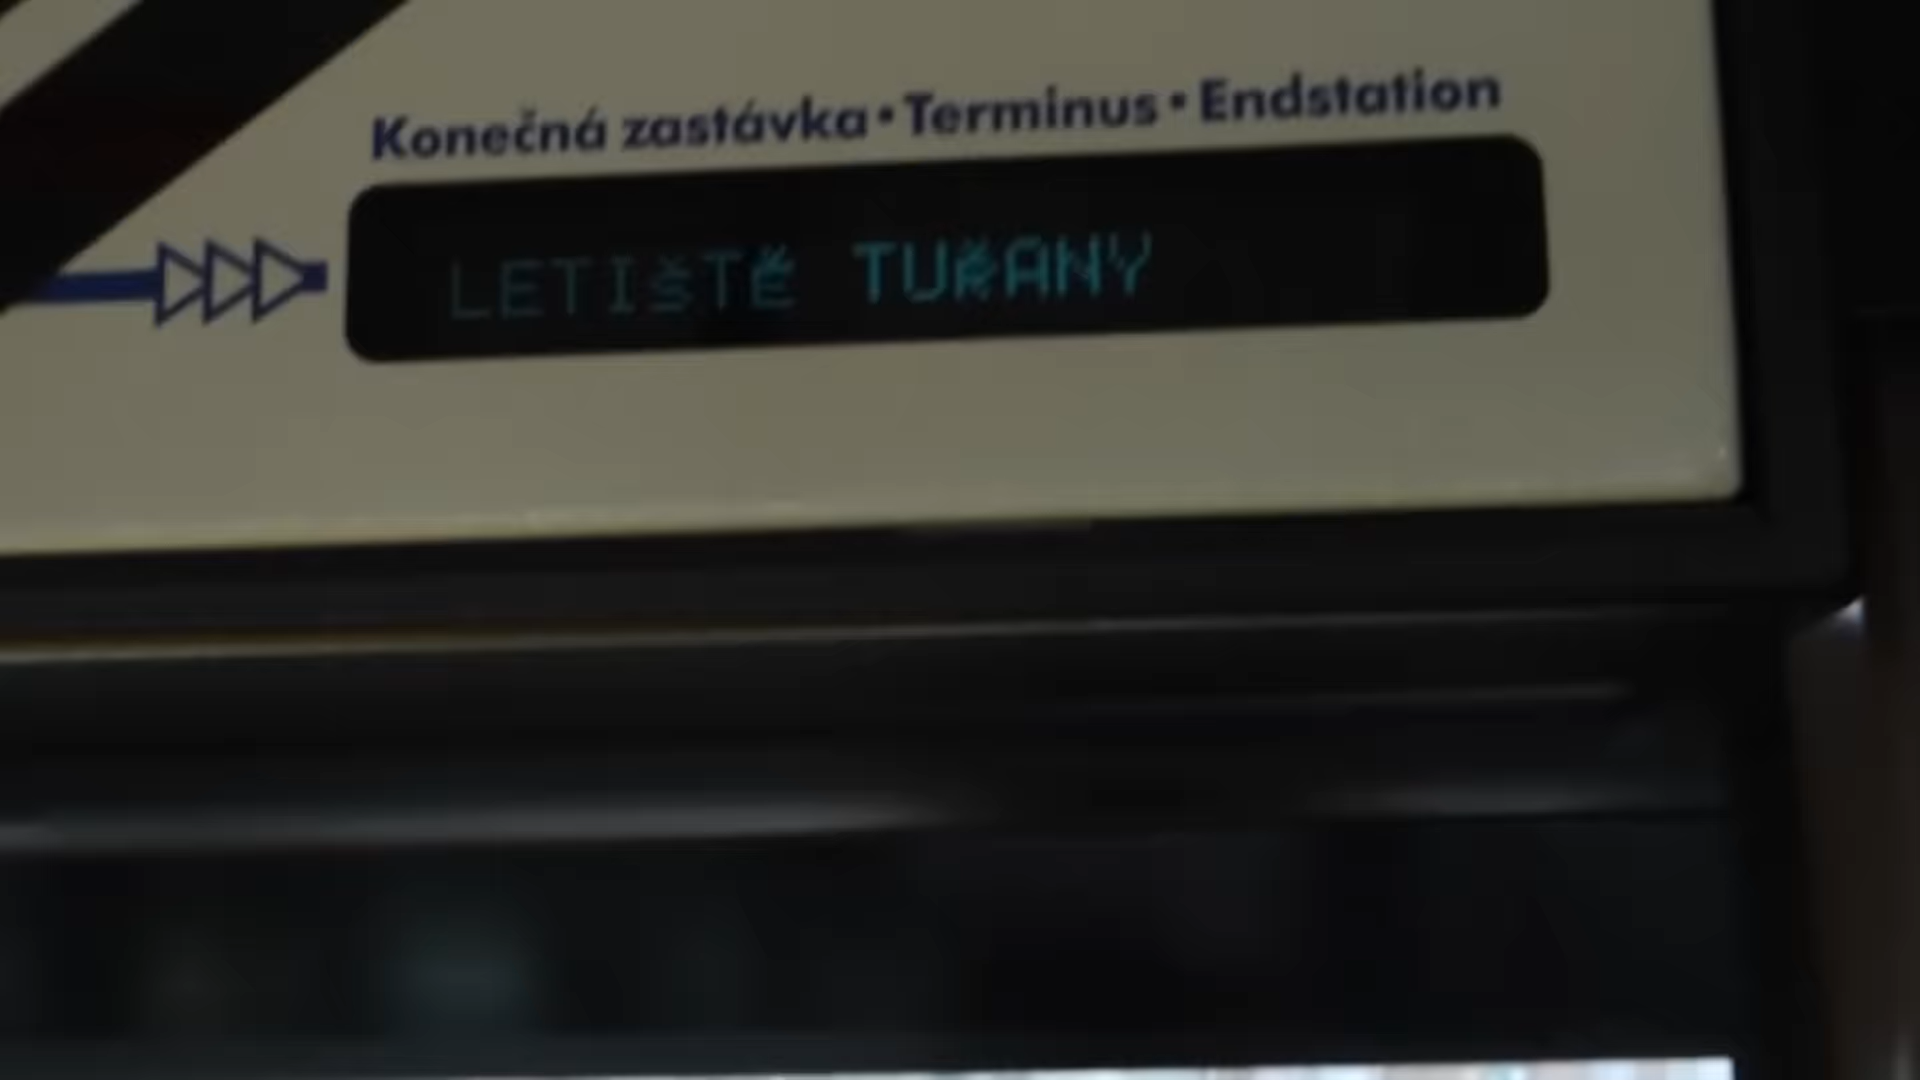 Konečná zastávka • Terminus • Endstation
LETIŠTĚ TUŘANY